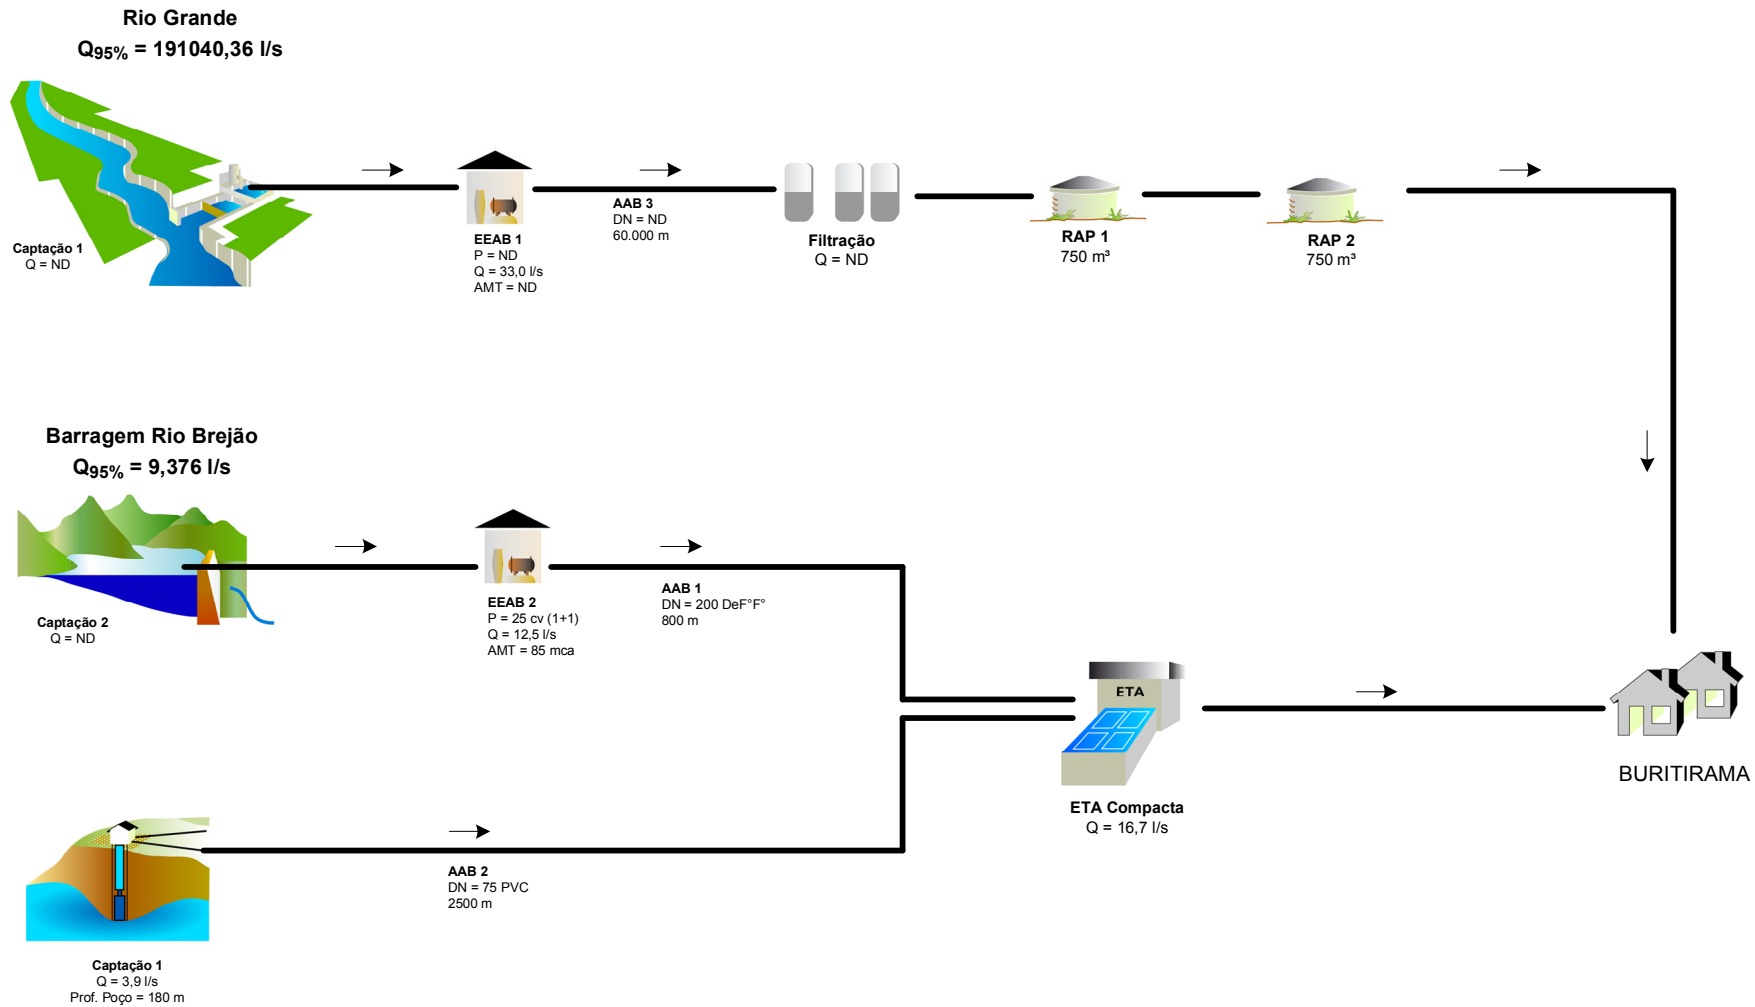 Rio Grande
Q95% = 191040,36 l/s
Captação 1
Q = ND
EEAB 1
P = ND
Q = 33,0 l/s
AMT = ND
AAB 3
DN = ND
60.000 m
Filtração
Q = ND
RAP 1
750 m³
RAP 2
750 m³
Barragem Rio Brejão
Q95% = 9,376 l/s
Captação 2
Q = ND
EEAB 2
P = 25 cv (1+1)
Q = 12,5 l/s
AMT = 85 mca
AAB 1
DN = 200 DeF°F°
800 m
ETA
ETA Compacta
Q = 16,7 l/s
BURITIRAMA
AAB 2
DN = 75 PVC
2500 m
Captação 1
Q = 3,9 l/s
Prof. Poço = 180 m